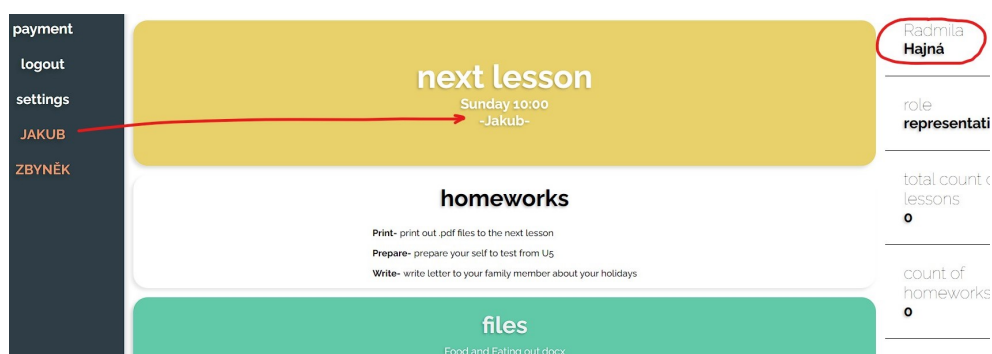 payment
logout
settings
JAKUB
ZBYNĚK
next lesson
Sunday 10:00
-Jakub-
homeworks
Print- print out .pdf files to the next lesson
Prepare- prepare your self to test from U5
Write- write letter to your family member about your holidays
files
Food and Eating out.docx
Radmila
Hajná
role
representati
total count o
lessons
0
count of
homeworks
0